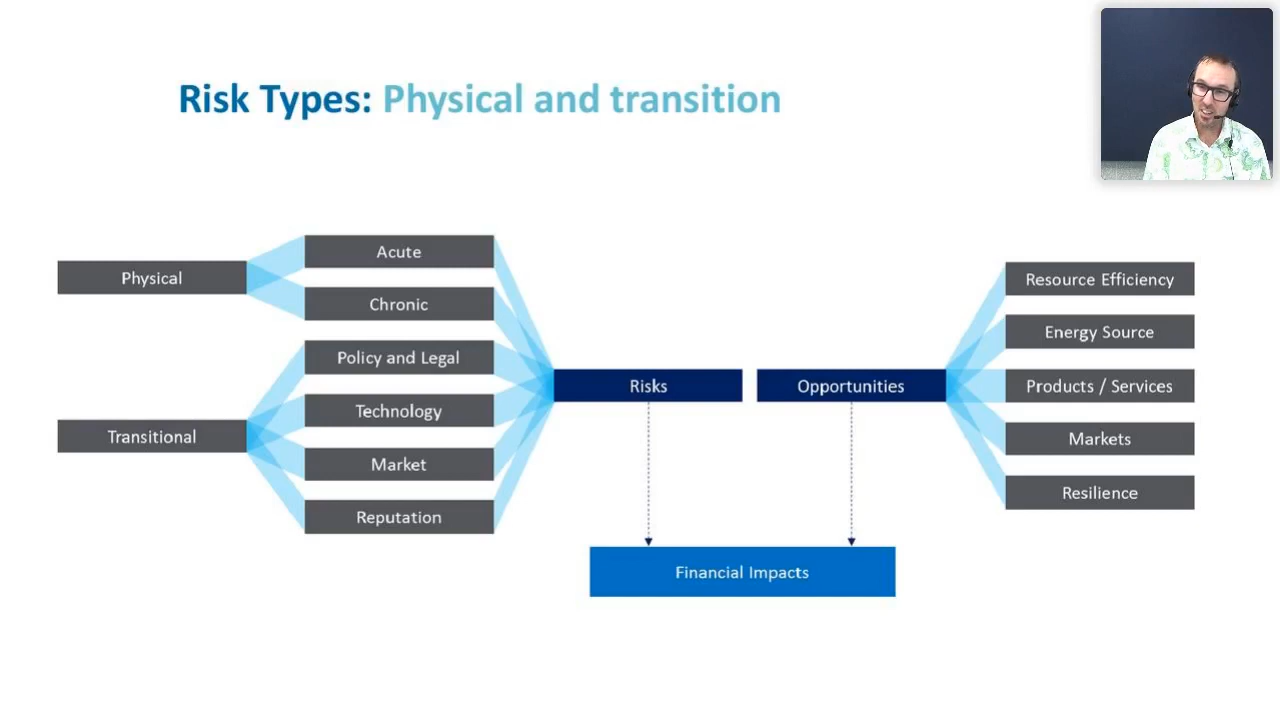 Risk Types: Physical and transition
Physical
Transitional
Acute
Chronic
Policy and Legal
Technology
Market
Reputation
Risks
Opportunities
Resource Efficiency
Energy Source
Products / Services
Markets
Resilience
Financial Impacts